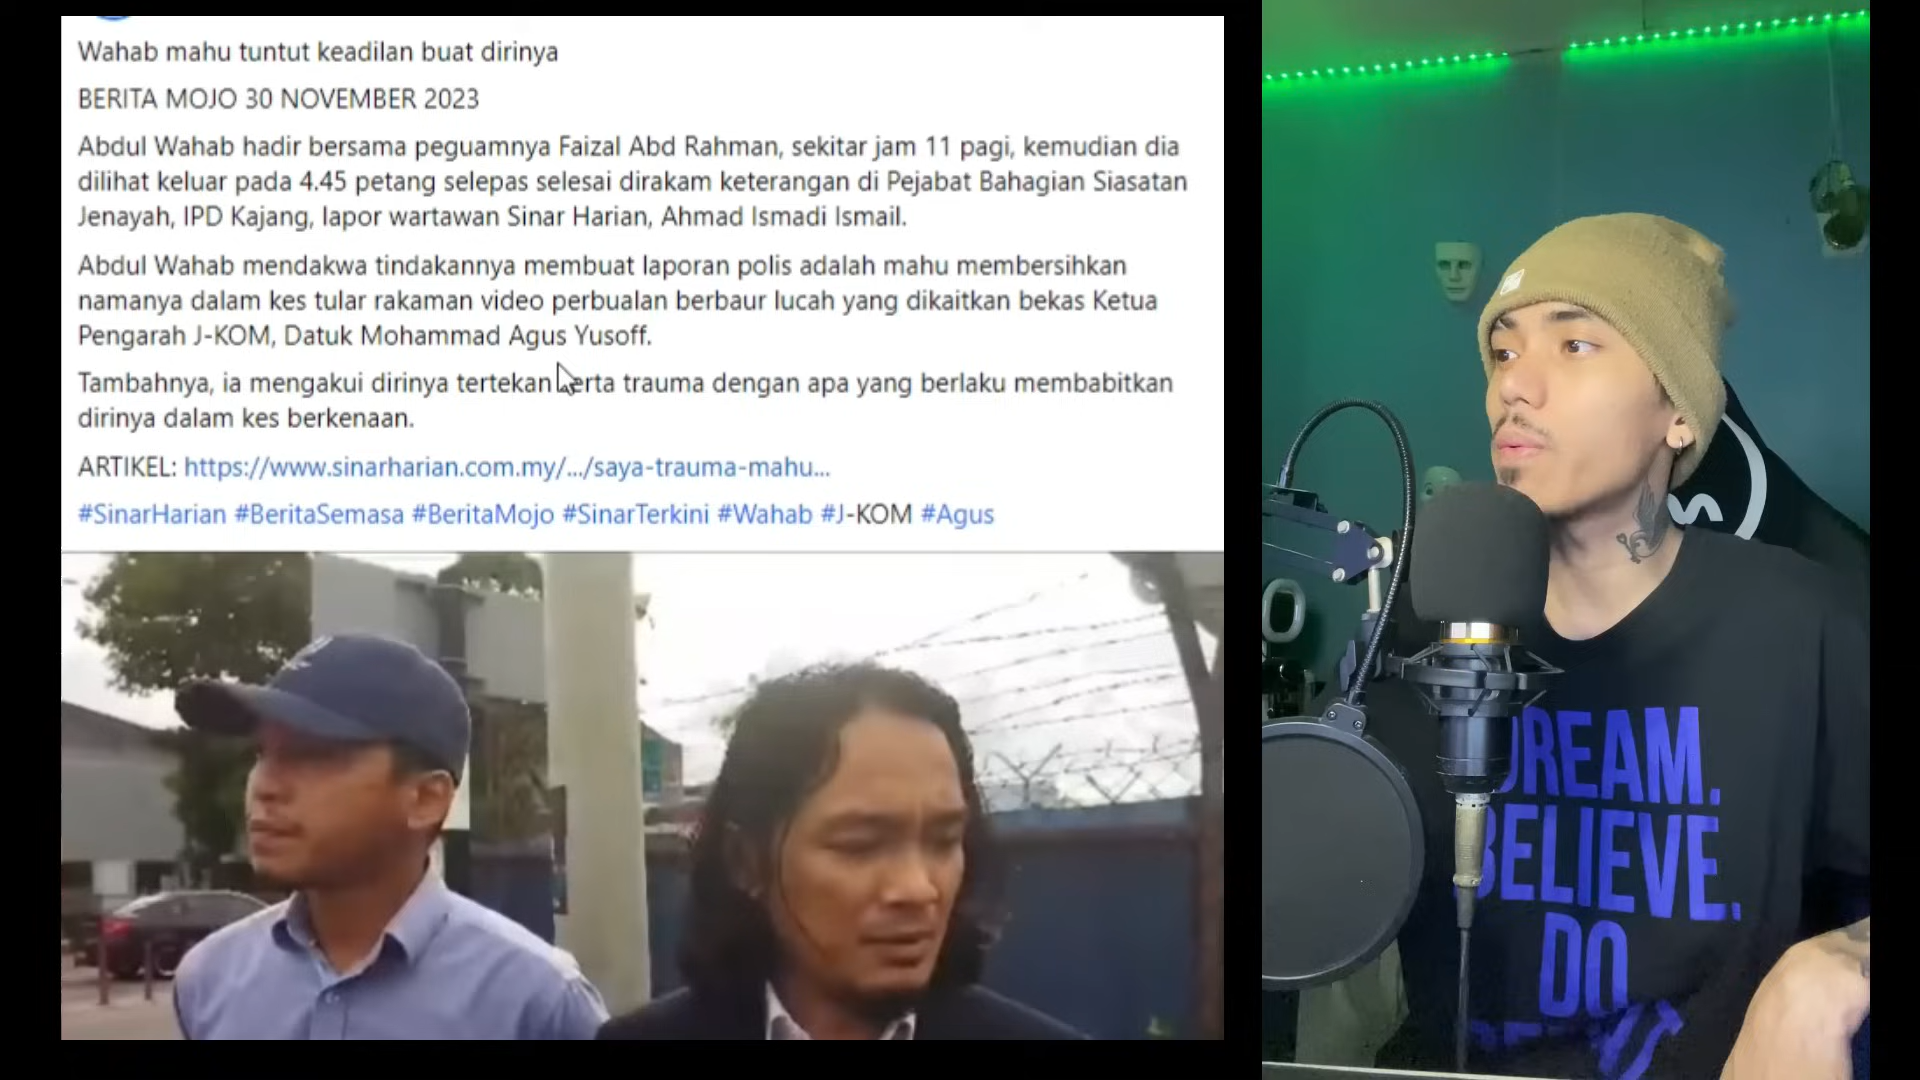 Wahab mahu tuntut keadilan buat dirinya
BERITA MOJO 30 NOVEMBER 2023
Abdul Wahab hadir bersama peguamnya Faizal Abd Rahman, sekitar jam 11 pagi, kemudian dia
dilihat keluar pada 4.45 petang selepas selesai dirakam keterangan di Pejabat Bahagian Siasatan
Jenayah, IPD Kajang, lapor wartawan Sinar Harian, Ahmad Ismadi Ismail.
Abdul Wahab mendakwa tindakannya membuat laporan polis adalah mahu membersihkan
namanya dalam kes tular rakaman video perbualan berbaur lucah yang dikaitkan bekas Ketua
Pengarah J-KOM, Datuk Mohammad Agus Yusoff.
Tambahnya, ia mengakui dirinya tertekan serta trauma dengan apa yang berlaku membabitkan
dirinya dalam kes berkenaan.
ARTIKEL: https://www.sinarharian.com.my/.../saya-trauma-mahu...
#SinarHarian #BeritaSemasa #BeritaMojo #SinarTerkini #Wahab #J-KOM #Agus
DREAM.
BELIEVE.
DO